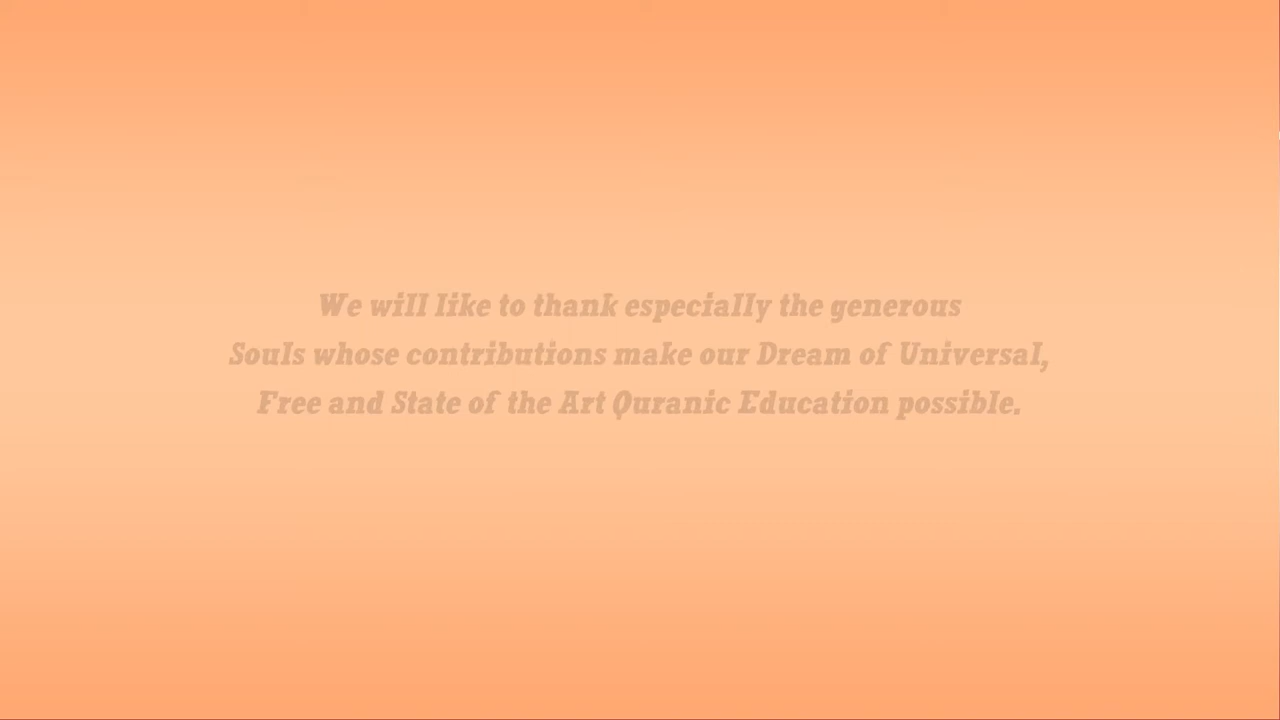 We will like to thank especially the generous
Souls whose contributions make our Dream of Universal,
Free and State of the Art Quranic Education possible.